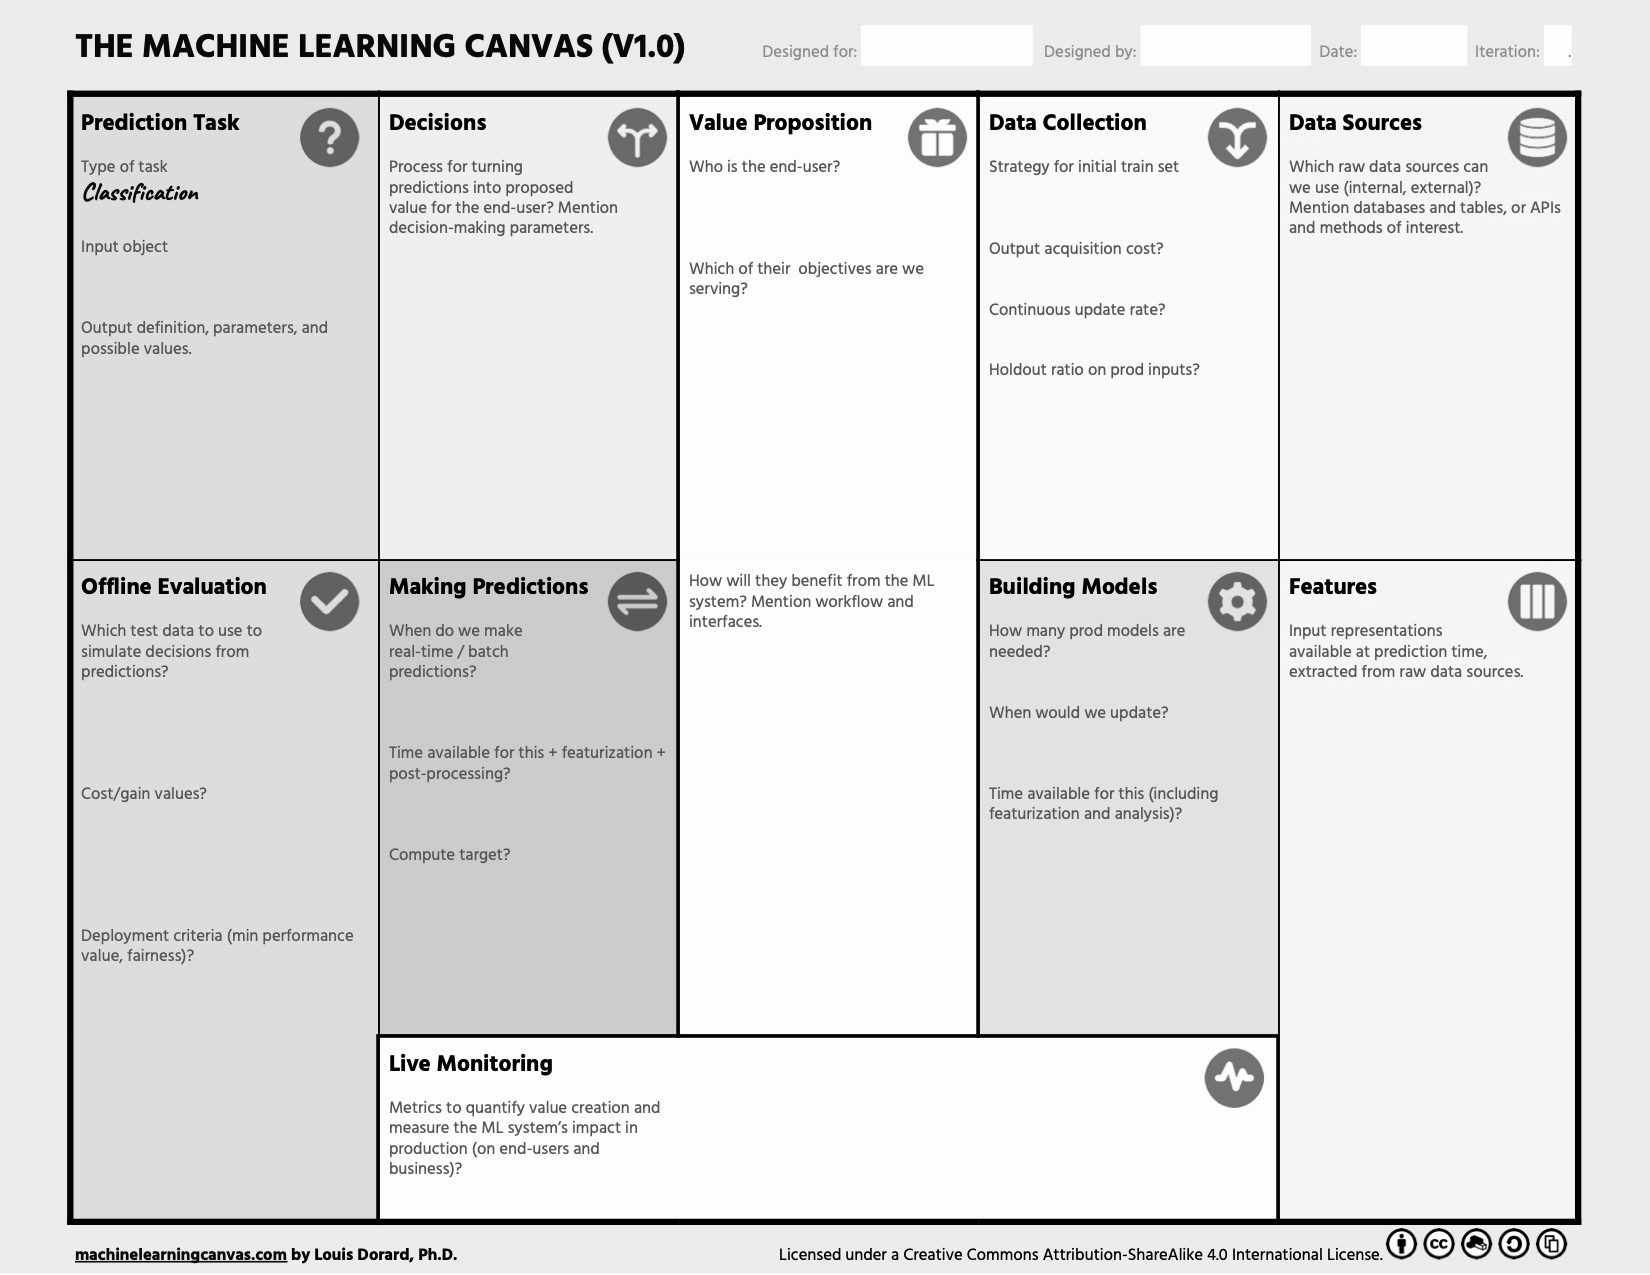 THE MACHINE LEARNING CANVAS (V1.0)
Designed for:
Designed by:
Date:
Iteration: .
Prediction Task
Type of task
Classification
Input object
Output definition, parameters, and
possible values.
Decisions
Process for turning
predictions into proposed
value for the end-user? Mention
decision-making parameters.
Value Proposition
Who is the end-user?
Which of their objectives are we
serving?
How will they benefit from the ML
system? Mention workflow and
interfaces.
Data Collection
Strategy for initial train set
Output acquisition cost?
Continuous update rate?
Holdout ratio on prod inputs?
Data Sources
Which raw data sources can
we use (internal, external)?
Mention databases and tables, or APIs
and methods of interest.
Offline Evaluation
Which test data to use to
simulate decisions from
predictions?
Cost/gain values?
Deployment criteria (min performance
value, fairness)?
Making Predictions
When do we make
real-time / batch
predictions?
Time available for this + featurization +
post-processing?
Compute target?
Building Models
How many prod models are
needed?
When would we update?
Time available for this (including
featurization and analysis)?
Features
Input representations
available at prediction time,
extracted from raw data sources.
Live Monitoring
Metrics to quantify value creation and
measure the ML system's impact in
production (on end-users and
business)?
machinelearningcanvas.com by Louis Dorard, Ph.D.
Licensed under a Creative Commons Attribution-ShareAlike 4.0 International License.